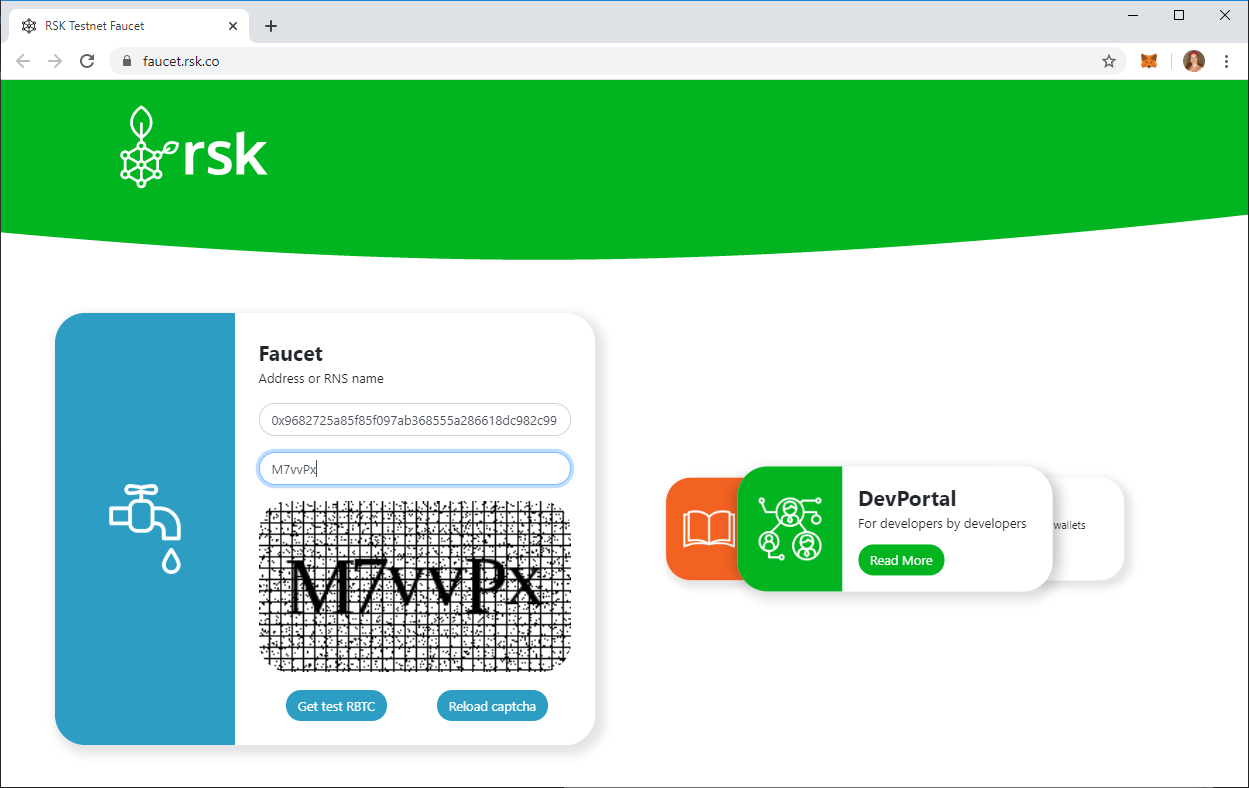 RSK Testnet Faucet
faucet.rsk.co
rsk
Faucet
Address or RNS name
0x9682725a85f85f097ab368555a286618dc982c99
M7vvPx
M7vvPx
Get test RBTC
Reload captcha
DevPortal
For developers by developers
Read More
wallets